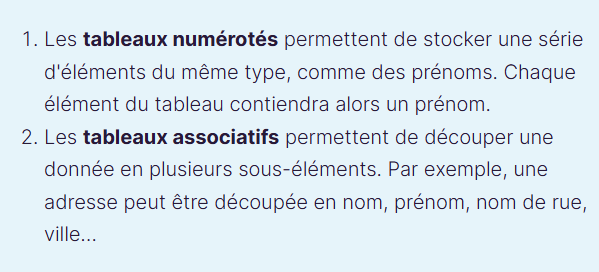 1. Les tableaux numérotés permettent de stocker une série
d'éléments du même type, comme des prénoms. Chaque
élément du tableau contiendra alors un prénom.
2. Les tableaux associatifs permettent de découper une
donnée en plusieurs sous-éléments. Par exemple, une
adresse peut être découpée en nom, prénom, nom de rue,
ville...